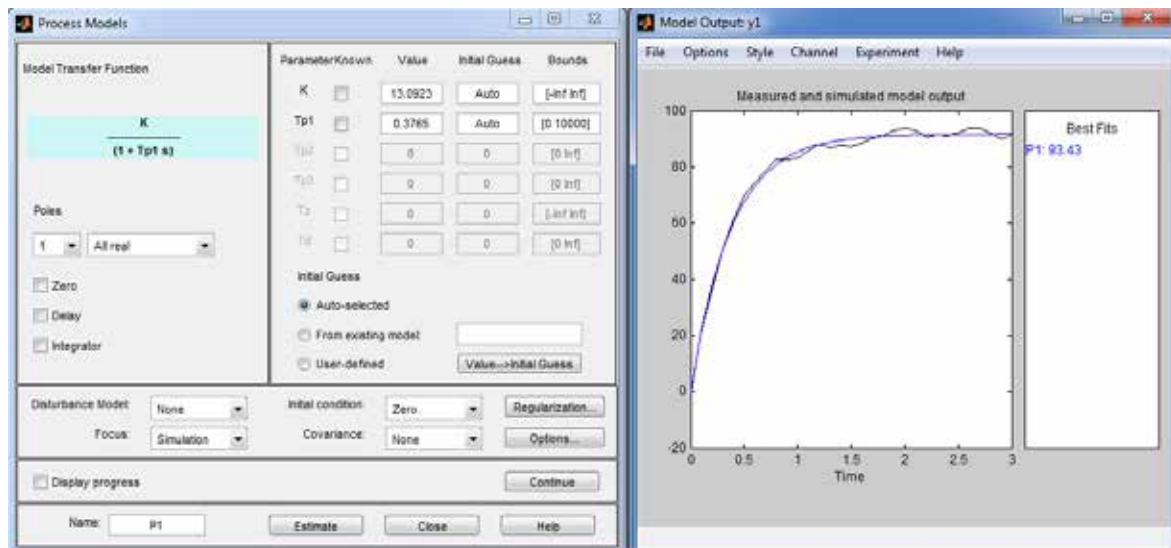 Process Models
Model Transfer Function
K
(1 + Tp1 s)
Poles
1 All real
Zero
Delay
Integrator
Parameter Known Value Initial Guess Bounds
K 13.0923 Auto [-Inf Inf]
Tp1 0.3765 Auto [0 10000]
Tp2 0 0 [0 Inf]
Tp3 0 0 [0 Inf]
Tz 0 0 [-Inf Inf]
Td 0 0 [0 Inf]
Initial Guess
Auto-selected
From existing model:
User-defined Value-->Initial Guess
Disturbance Model: None Initial condition: Zero Regularization...
Focus: Simulation Covariance: None Options...
Display progress Continue
Name: P1 Estimate Close Help
Model Output: y1
File Options Style Channel Experiment Help
Measured and simulated model output
100
80
60
40
20
0
-20
0 0.5 1 1.5 2 2.5 3
Time
Best Fits
P1: 93.43